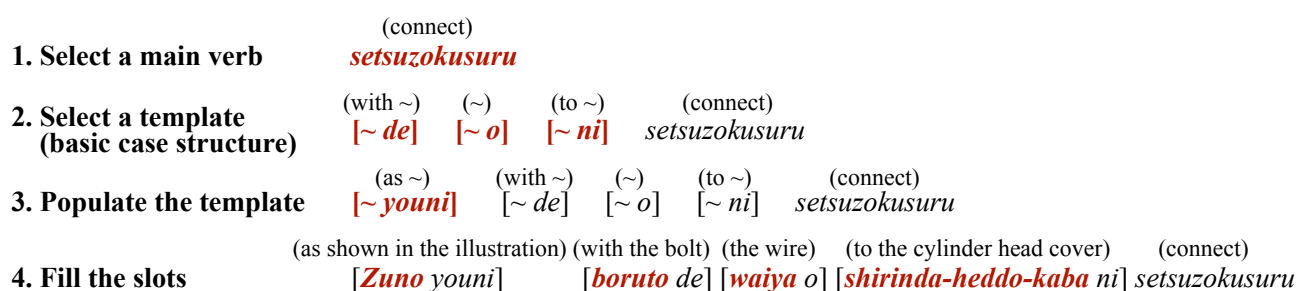 (connect)
1. Select a main verb setsuzokusuru
(with ~) (~) (to ~) (connect)
2. Select a template [~ de] [~ o] [~ ni] setsuzokusuru
(basic case structure)
(as ~) (with ~) (~) (to ~) (connect)
3. Populate the template [~ youni] [~ de] [~ o] [~ ni] setsuzokusuru
(as shown in the illustration) (with the bolt) (the wire) (to the cylinder head cover) (connect)
4. Fill the slots [Zuno youni] [boruto de] [waiya o] [shirinda-heddo-kaba ni] setsuzokusuru